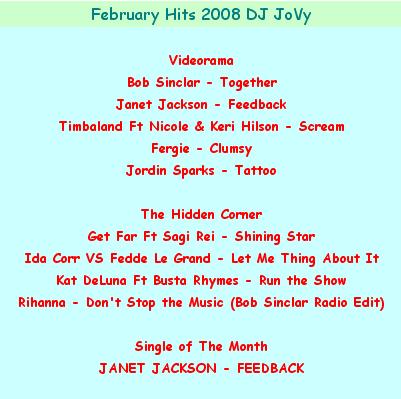 February Hits 2008 DJ JoVy
Videorama
Bob Sinclar - Together
Janet Jackson - Feedback
Timbaland Ft Nicole & Keri Hilson - Scream
Fergie - Clumsy
Jordin Sparks - Tattoo
The Hidden Corner
Get Far Ft Sagi Rei - Shining Star
Ida Corr VS Fedde Le Grand - Let Me Thing About It
Kat DeLuna Ft Busta Rhymes - Run the Show
Rihanna - Don't Stop the Music (Bob Sinclar Radio Edit)
Single of The Month
JANET JACKSON - FEEDBACK